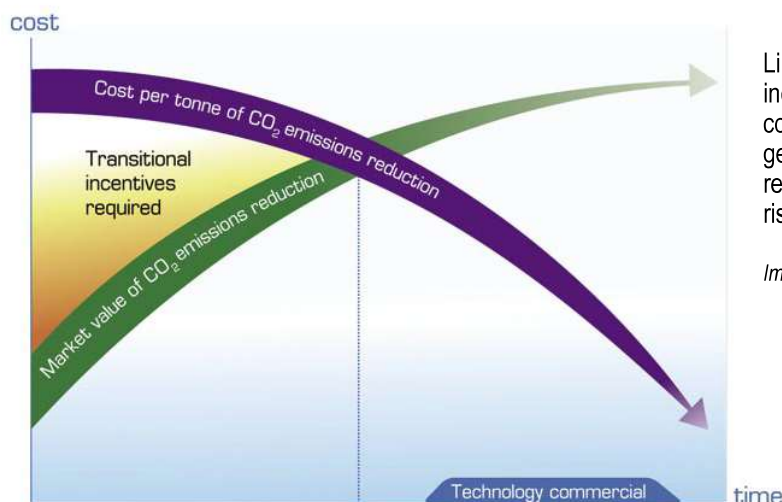 cost
Cost per tonne of CO₂ emissions reduction
Transitional
incentives
required
Market value of CO₂ emissions reduction
Technology commercial
time